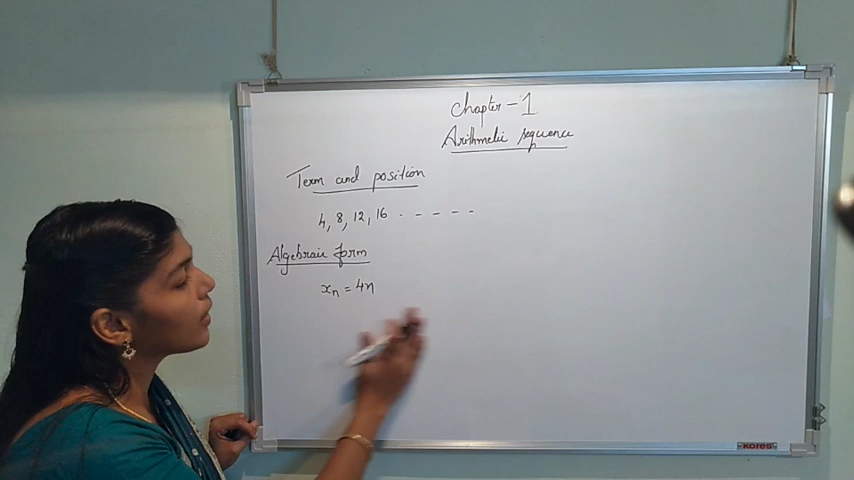 Chapter - 1
Arithmetic sequence
Term and position
4, 8, 12, 16 - - - - - -
Algebraic form
xₙ = 4n
KORES